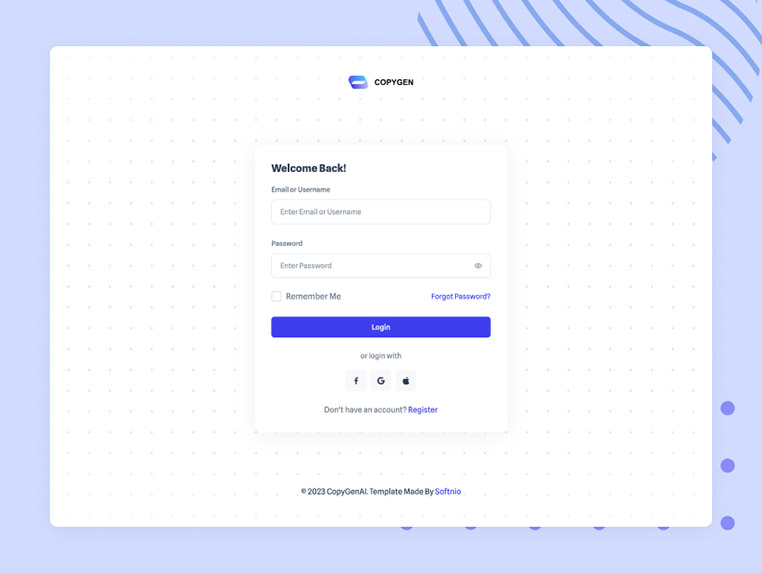 COPYGEN
Welcome Back!
Email or Username
Enter Email or Username
Password
Enter Password
Remember Me Forgot Password?
Login
or login with
Don't have an account? Register
© 2023 CopyGenAI. Template Made By Softnio